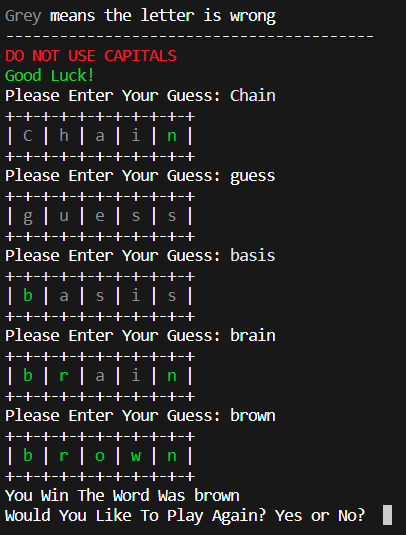 Grey means the letter is wrong
-----------------------------------------
DO NOT USE CAPITALS
Good Luck!
Please Enter Your Guess: Chain
+-+-+-+-+-+-+-+-+-+-+
| C | h | a | i | n |
+-+-+-+-+-+-+-+-+-+-+
Please Enter Your Guess: guess
+-+-+-+-+-+-+-+-+-+-+
| g | u | e | s | s |
+-+-+-+-+-+-+-+-+-+-+
Please Enter Your Guess: basis
+-+-+-+-+-+-+-+-+-+-+
| b | a | s | i | s |
+-+-+-+-+-+-+-+-+-+-+
Please Enter Your Guess: brain
+-+-+-+-+-+-+-+-+-+-+
| b | r | a | i | n |
+-+-+-+-+-+-+-+-+-+-+
Please Enter Your Guess: brown
+-+-+-+-+-+-+-+-+-+-+
| b | r | o | w | n |
+-+-+-+-+-+-+-+-+-+-+
You Win The Word Was brown
Would You Like To Play Again? Yes or No?